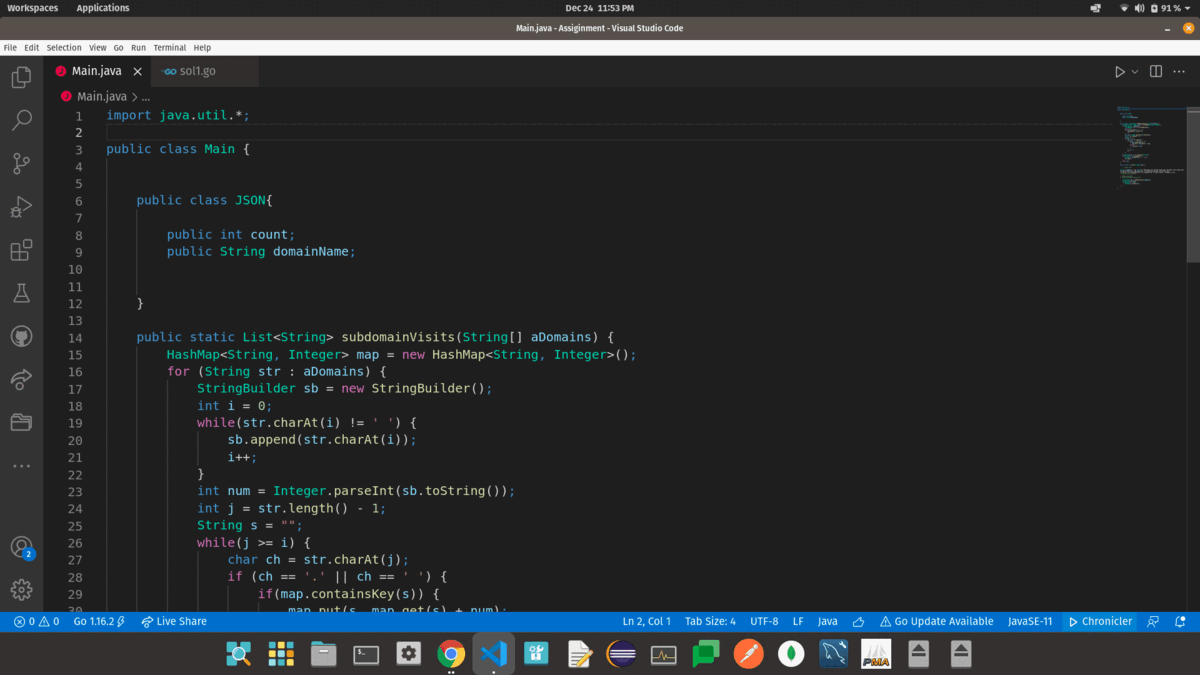 Workspaces Applications Dec 24 11:53 PM 91 %
Main.java - Assiginment - Visual Studio Code
File Edit Selection View Go Run Terminal Help
Main.java sol1.go
Main.java > ...
1 import java.util.*;
2
3 public class Main {
4
5
6 public class JSON{
7
8 public int count;
9 public String domainName;
10
11
12 }
13
14 public static List<String> subdomainVisits(String[] aDomains) {
15 HashMap<String, Integer> map = new HashMap<String, Integer>();
16 for (String str : aDomains) {
17 StringBuilder sb = new StringBuilder();
18 int i = 0;
19 while(str.charAt(i) != ' ') {
20 sb.append(str.charAt(i));
21 i++;
22 }
23 int num = Integer.parseInt(sb.toString());
24 int j = str.length() - 1;
25 String s = "";
26 while(j >= i) {
27 char ch = str.charAt(j);
28 if (ch == '.' || ch == ' ') {
29 if(map.containsKey(s)) {
30 map.put(s, map.get(s) + num);
2
0 0 Go 1.16.2 Live Share Ln 2, Col 1 Tab Size: 4 UTF-8 LF Java Go Update Available JavaSE-11 Chronicler
PMA